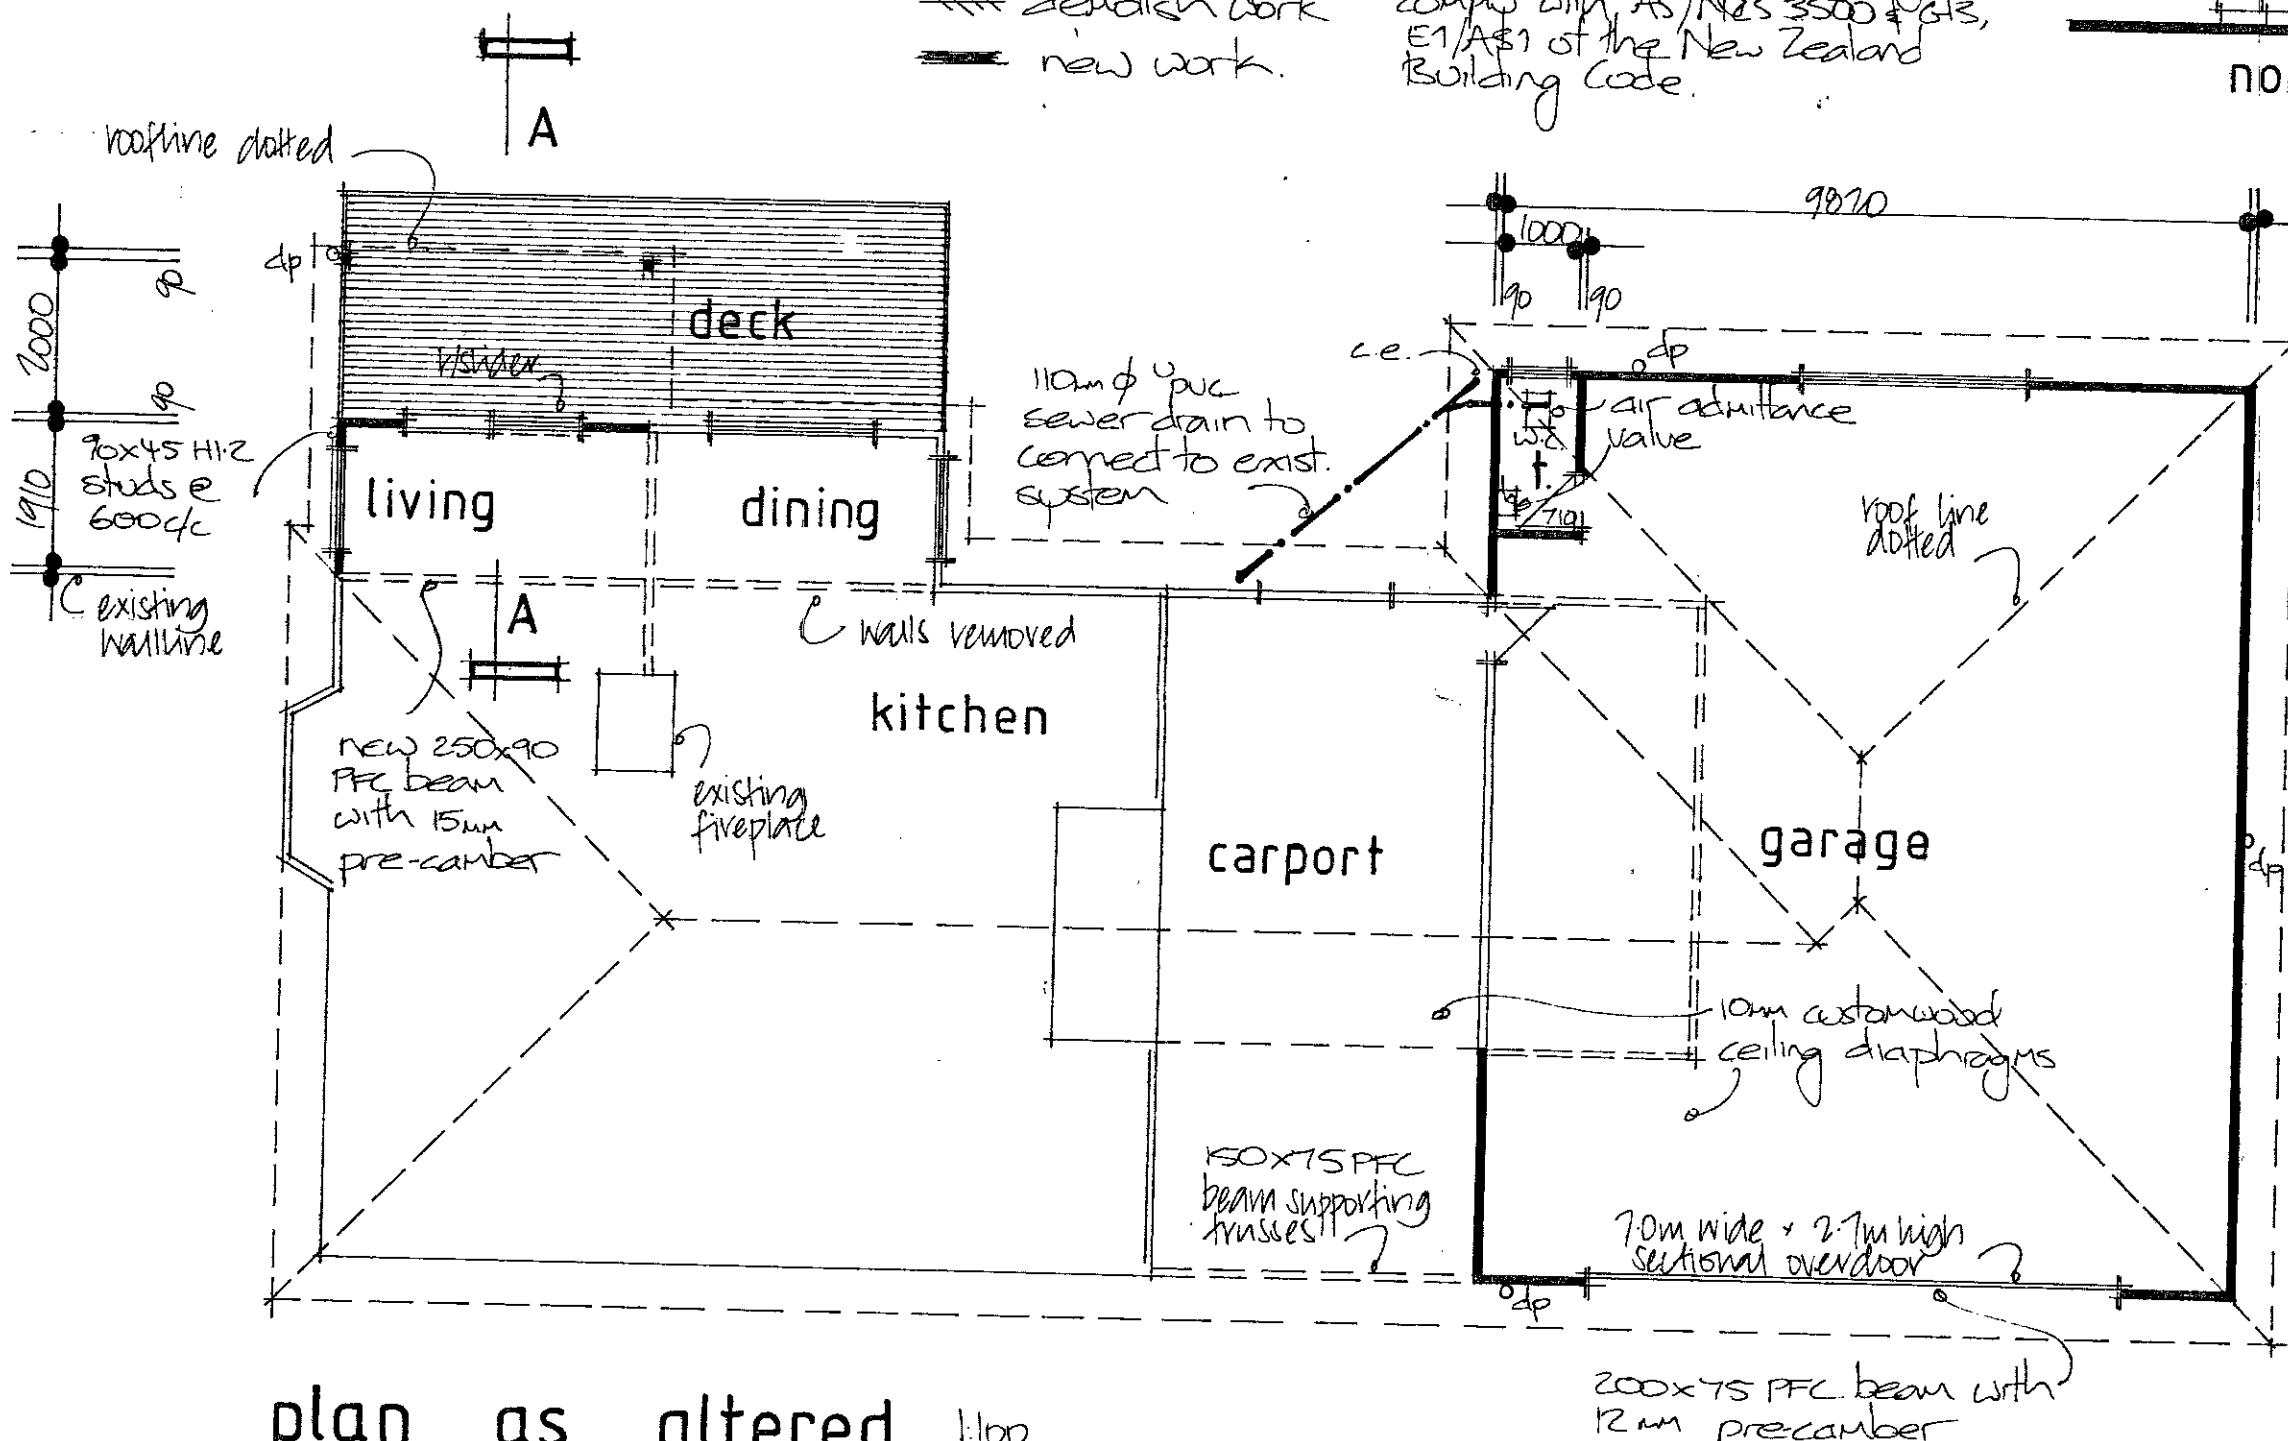 demolish work
new work.
comply with AS/NZS 3500 & G13,
E1/AS1 of the New Zealand
Building Code.
A
roofline dotted
9810
1000
90
90
dp
90
2000
90
1910
deck
r/slider
c.e.
dp
110mm φ upvc
sewer drain to
connect to exist.
system
air admittance
valve
w.c
t.
710
90x45 H1.2
studs @
600 c/c
living
dining
roof line
dotted
existing
wall line
A
walls removed
kitchen
new 250x90
PFC beam
with 15mm
pre-camber
existing
fireplace
carport
garage
dp
10mm customwood
ceiling diaphragms
150x75 PFC
beam supporting
trusses
7.0m wide x 2.7m high
sectional overdoor
dp
200x75 PFC beam with
12mm precamber
plan as altered 1:100